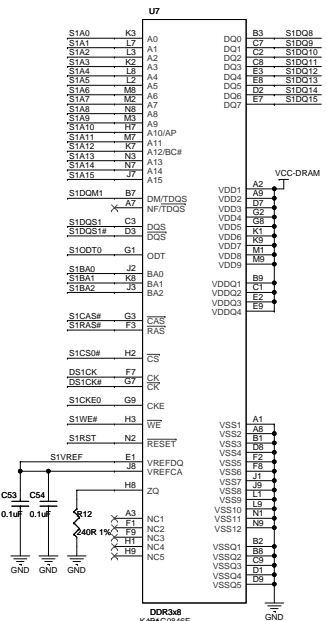 U7
S1A0 K3 A0
S1A1 L7 A1
S1A2 L3 A2
S1A3 K2 A3
S1A4 L8 A4
S1A5 L2 A5
S1A6 M8 A6
S1A7 M2 A7
S1A8 N8 A8
S1A9 M3 A9
S1A10 H7 A10/AP
S1A11 M7 A11
S1A12 K7 A12/BC#
S1A13 N3 A13
S1A14 N7 A14
S1A15 J7 A15
S1DQM1 B7 DM/TDQS
A7 NF/TDQS
S1DQS1 C3 DQS
S1DQS1# D3 DQS
S1ODT0 G1 ODT
S1BA0 J2 BA0
S1BA1 K8 BA1
S1BA2 J3 BA2
S1CAS# G3 CAS
S1RAS# F3 RAS
S1CS0# H2 CS
DS1CK F7 CK
DS1CK# G7 CK
S1CKE0 G9 CKE
S1WE# H3 WE
S1RST N2 RESET
S1VREF E1 VREFDQ
J8 VREFCA
H8 ZQ
A3 NC1
F1 NC2
F9 NC3
H1 NC4
H9 NC5
C53
0.1uF
C54
0.1uF
R12
240R 1%
GND
GND
GND
DQ0 B3 S1DQ8
DQ1 C7 S1DQ9
DQ2 C2 S1DQ10
DQ3 C8 S1DQ11
DQ4 E3 S1DQ12
DQ5 E8 S1DQ13
DQ6 D2 S1DQ14
DQ7 E7 S1DQ15
VCC-DRAM
VDD1 A2
VDD2 A9
VDD3 D7
VDD4 G2
VDD5 G8
VDD6 K1
VDD7 K9
VDD8 M1
VDD9 M9
VDDQ1 B9
VDDQ2 C1
VDDQ3 E2
VDDQ4 E9
VSS1 A1
VSS2 A8
VSS3 B1
VSS4 D8
VSS5 F2
VSS6 F8
VSS7 J1
VSS8 J9
VSS9 L1
VSS10 L9
VSS11 N1
VSS12 N9
VSSQ1 B2
VSSQ2 B8
VSSQ3 C9
VSSQ4 D1
VSSQ5 D9
GND
DDR3x8